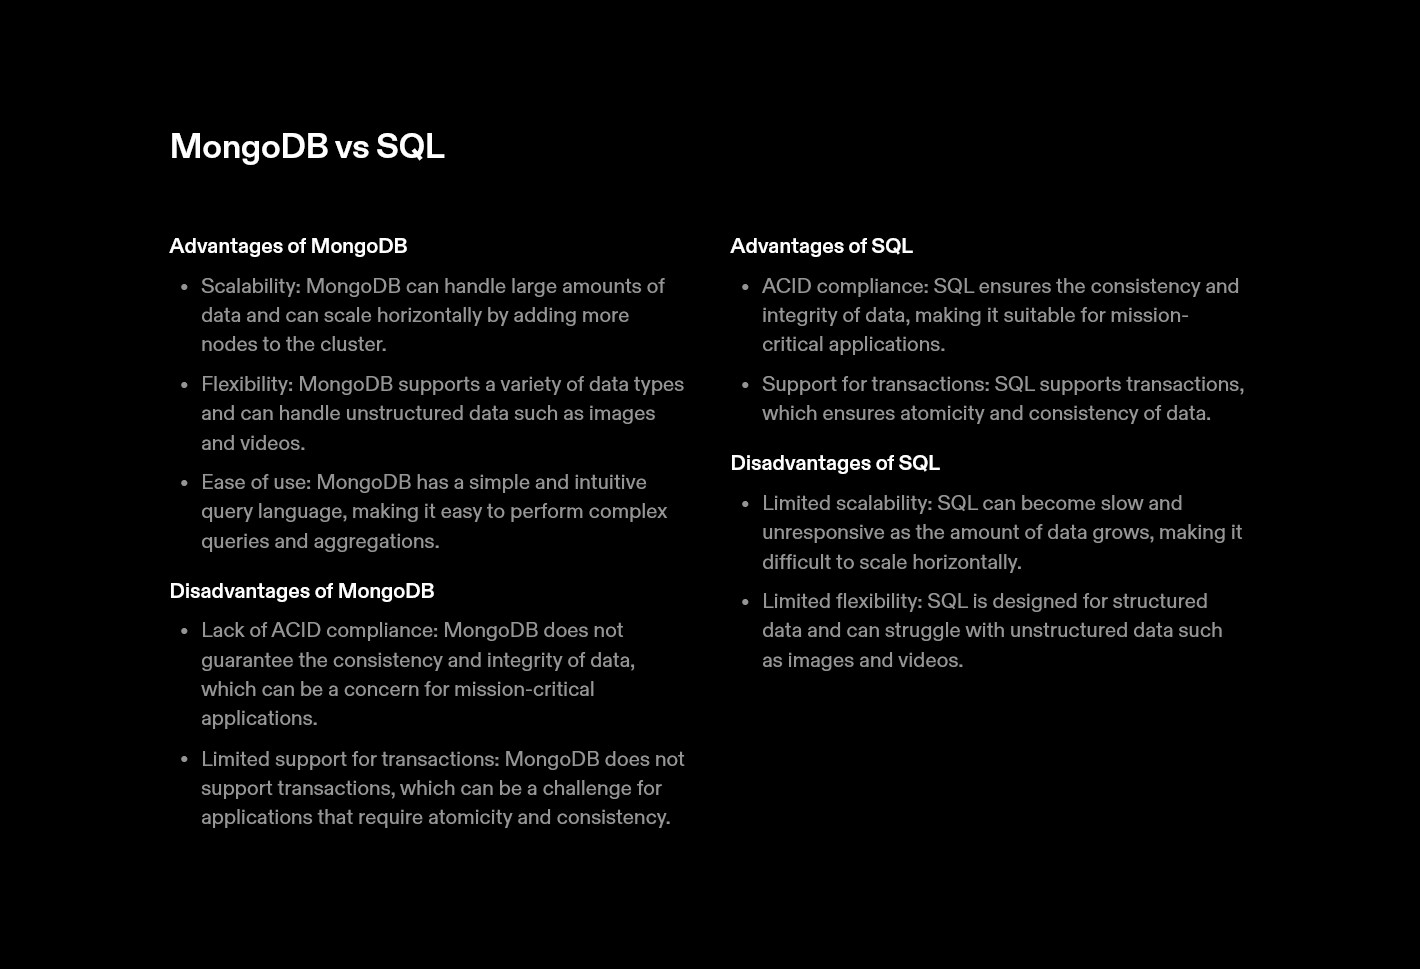 MongoDB vs SQL
Advantages of MongoDB
• Scalability: MongoDB can handle large amounts of
data and can scale horizontally by adding more
nodes to the cluster.
• Flexibility: MongoDB supports a variety of data types
and can handle unstructured data such as images
and videos.
• Ease of use: MongoDB has a simple and intuitive
query language, making it easy to perform complex
queries and aggregations.
Disadvantages of MongoDB
• Lack of ACID compliance: MongoDB does not
guarantee the consistency and integrity of data,
which can be a concern for mission-critical
applications.
• Limited support for transactions: MongoDB does not
support transactions, which can be a challenge for
applications that require atomicity and consistency.
Advantages of SQL
• ACID compliance: SQL ensures the consistency and
integrity of data, making it suitable for mission-
critical applications.
• Support for transactions: SQL supports transactions,
which ensures atomicity and consistency of data.
Disadvantages of SQL
• Limited scalability: SQL can become slow and
unresponsive as the amount of data grows, making it
difficult to scale horizontally.
• Limited flexibility: SQL is designed for structured
data and can struggle with unstructured data such
as images and videos.